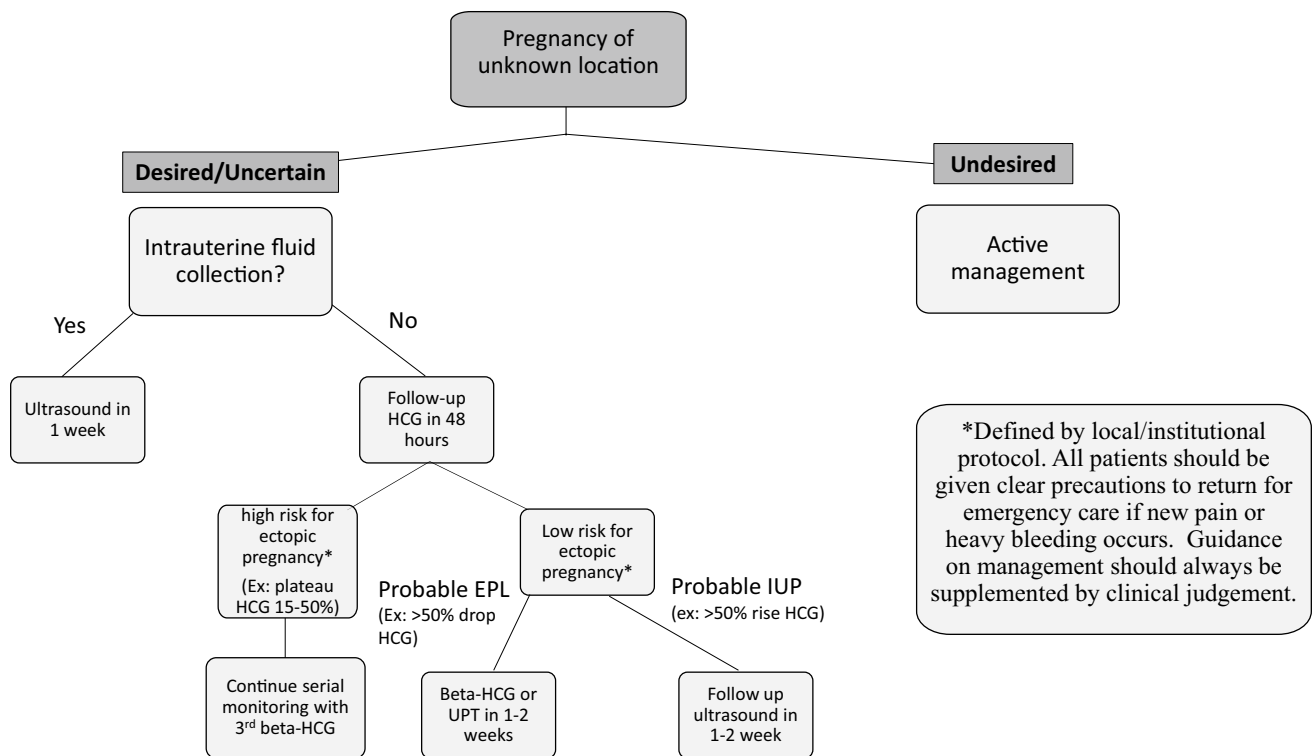 Pregnancy of
unknown location
Desired/Uncertain
Undesired
Intrauterine fluid
collection?
Active
management
Yes
No
Ultrasound in
1 week
Follow-up
HCG in 48
hours
*Defined by local/institutional
protocol. All patients should be
given clear precautions to return for
emergency care if new pain or
heavy bleeding occurs.  Guidance
on management should always be
supplemented by clinical judgement.
high risk for
ectopic
pregnancy*
(Ex: plateau
HCG 15-50%)
Low risk for
ectopic
pregnancy*
Probable EPL
(Ex: >50% drop
HCG)
Probable IUP
(ex: >50% rise HCG)
Continue serial
monitoring with
3rd beta-HCG
Beta-HCG or
UPT in 1-2
weeks
Follow up
ultrasound in
1-2 week